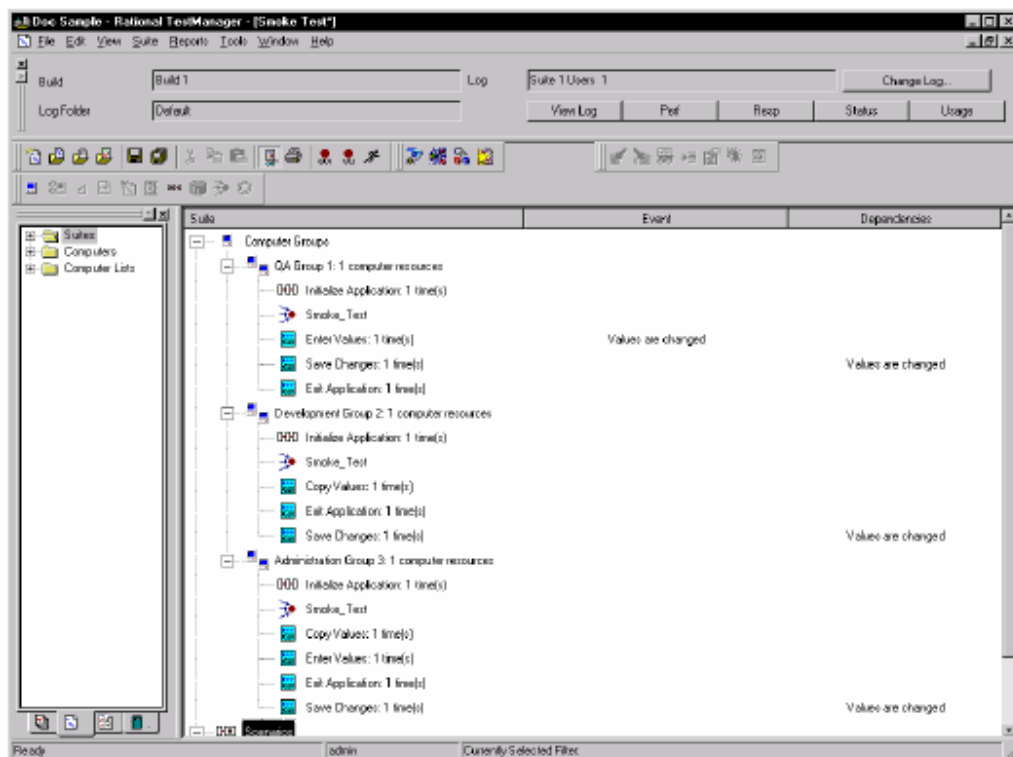 Doc Sample - Rational TestManager - [Smoke Test*]
File Edit View Suite Reports Tools Window Help
Build Build 1 Log Suite 1 Users 1 Change Log...
Log Folder Default View Log Perf Resp Status Usage
Suite Event Dependencies
Suites
Computers
Computer Lists
Computer Groups
QA Group 1: 1 computer resources
Initialize Application: 1 time(s)
Smoke_Test
Enter Values: 1 time(s) Values are changed
Save Changes: 1 time(s) Values are changed
Exit Application: 1 time(s)
Development Group 2: 1 computer resources
Initialize Application: 1 time(s)
Smoke_Test
Copy Values: 1 time(s)
Exit Application: 1 time(s)
Save Changes: 1 time(s) Values are changed
Administration Group 3: 1 computer resources
Initialize Application: 1 time(s)
Smoke_Test
Copy Values: 1 time(s)
Enter Values: 1 time(s)
Exit Application: 1 time(s)
Save Changes: 1 time(s) Values are changed
Scenarios
Ready admin Currently Selected Filter: